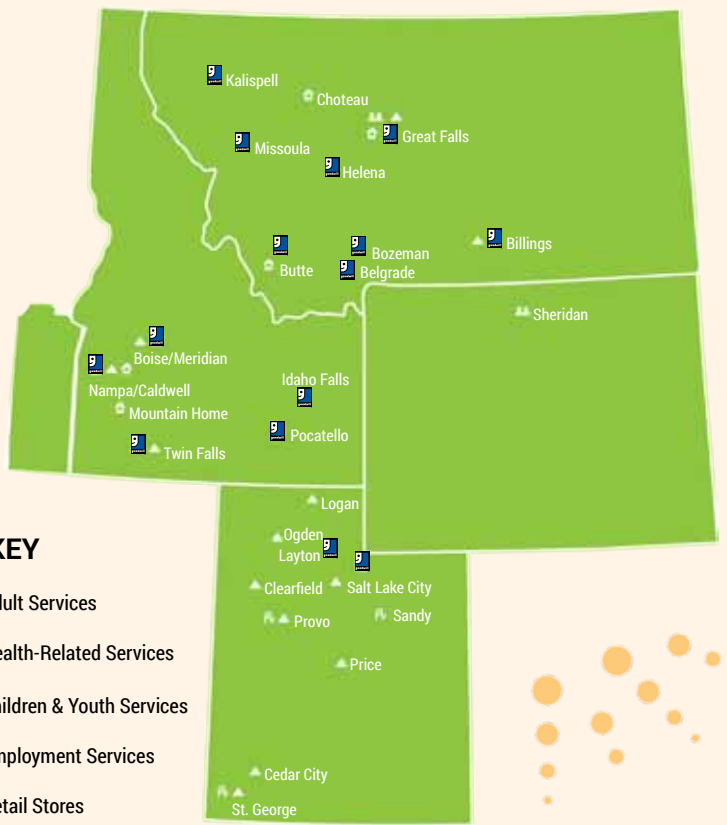 Kalispell
Choteau
Great Falls
Missoula
Helena
Butte
Bozeman
Belgrade
Billings
Sheridan
Boise/Meridian
Nampa/Caldwell
Mountain Home
Idaho Falls
Pocatello
Twin Falls
Logan
Ogden
Layton
Clearfield
Salt Lake City
Provo
Sandy
Price
Cedar City
St. George
KEY
dult Services
ealth-Related Services
hildren & Youth Services
mployment Services
etail Stores